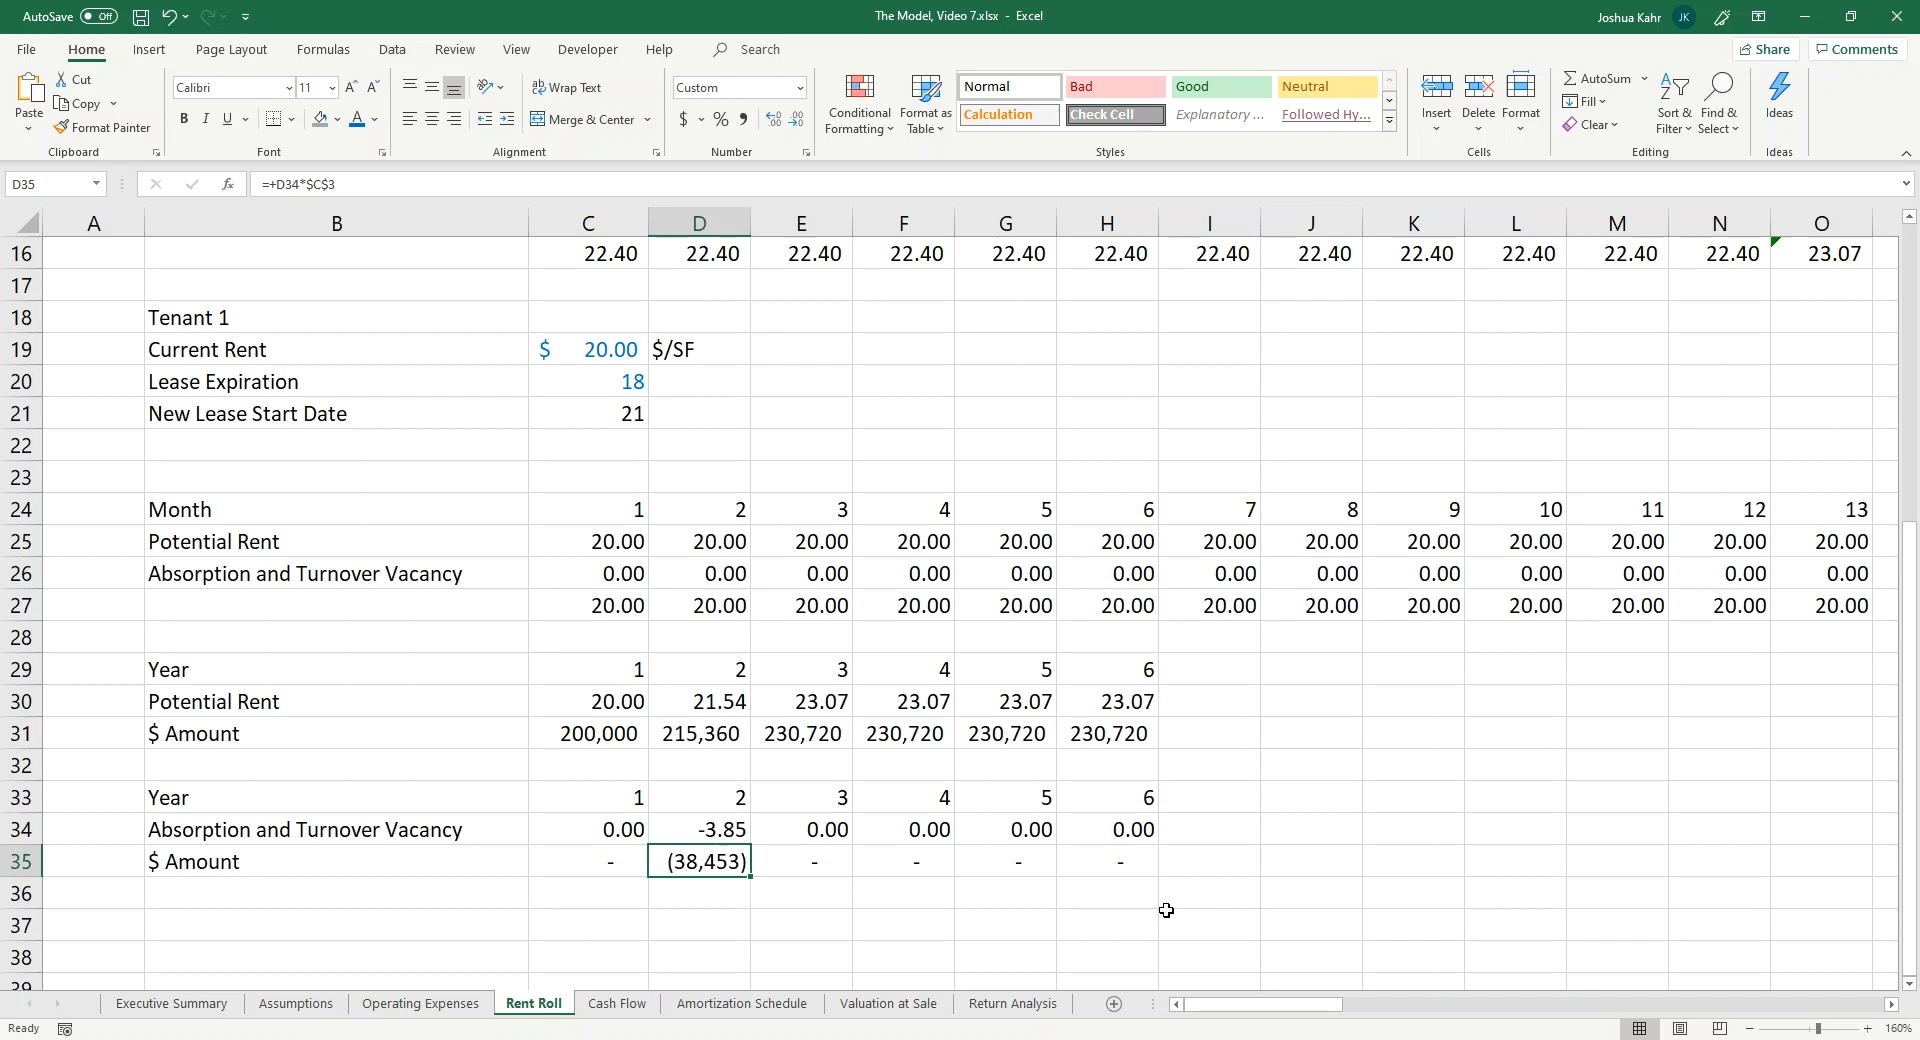 AutoSave Off The Model, Video 7.xlsx - Excel Joshua Kahr JK
File Home Insert Page Layout Formulas Data Review View Developer Help Search Share Comments
Paste Cut Copy Format Painter Clipboard
Calibri 11 A^ A˅ B I U A Font
ab Wrap Text Merge & Center Alignment
Custom $ % , Number
Conditional Formatting Format as Table Normal Bad Good Neutral
Calculation Check Cell Explanatory ... Followed Hy... Styles
Insert Delete Format Cells
AutoSum Fill Clear Sort & Filter Find & Select Editing
Ideas Ideas
D35 fx =+D34*$C$3
A B C D E F G H I J K L M N O
16 22.40 22.40 22.40 22.40 22.40 22.40 22.40 22.40 22.40 22.40 22.40 22.40 23.07
17
18 Tenant 1
19 Current Rent $ 20.00 $/SF
20 Lease Expiration 18
21 New Lease Start Date 21
22
23
24 Month 1 2 3 4 5 6 7 8 9 10 11 12 13
25 Potential Rent 20.00 20.00 20.00 20.00 20.00 20.00 20.00 20.00 20.00 20.00 20.00 20.00 20.00
26 Absorption and Turnover Vacancy 0.00 0.00 0.00 0.00 0.00 0.00 0.00 0.00 0.00 0.00 0.00 0.00 0.00
27 20.00 20.00 20.00 20.00 20.00 20.00 20.00 20.00 20.00 20.00 20.00 20.00 20.00
28
29 Year 1 2 3 4 5 6
30 Potential Rent 20.00 21.54 23.07 23.07 23.07 23.07
31 $ Amount 200,000 215,360 230,720 230,720 230,720 230,720
32
33 Year 1 2 3 4 5 6
34 Absorption and Turnover Vacancy 0.00 -3.85 0.00 0.00 0.00 0.00
35 $ Amount - (38,453) - - - -
36
37
38
39
Executive Summary Assumptions Operating Expenses Rent Roll Cash Flow Amortization Schedule Valuation at Sale Return Analysis
Ready 160%